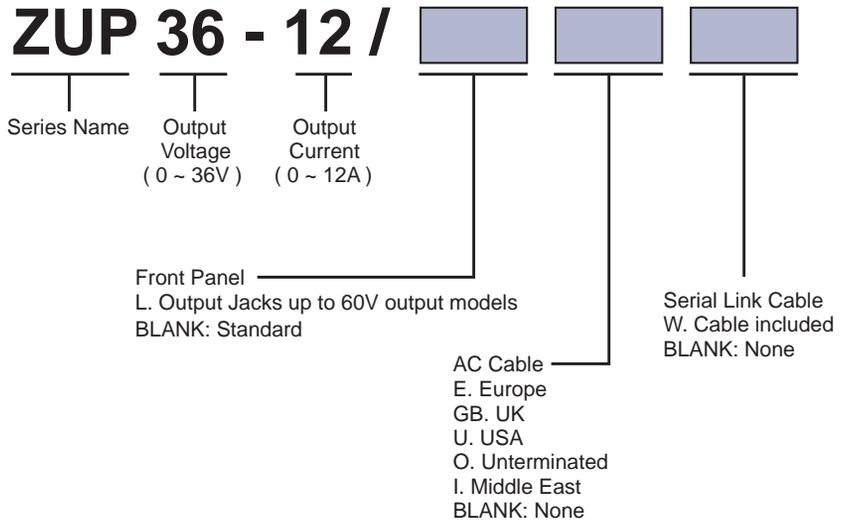 ZUP 36 - 12 /
Series Name
Output
Voltage
( 0 ~ 36V )
Output
Current
( 0 ~ 12A )
Front Panel
L. Output Jacks up to 60V output models
BLANK: Standard
AC Cable
E. Europe
GB. UK
U. USA
O. Unterminated
I. Middle East
BLANK: None
Serial Link Cable
W. Cable included
BLANK: None